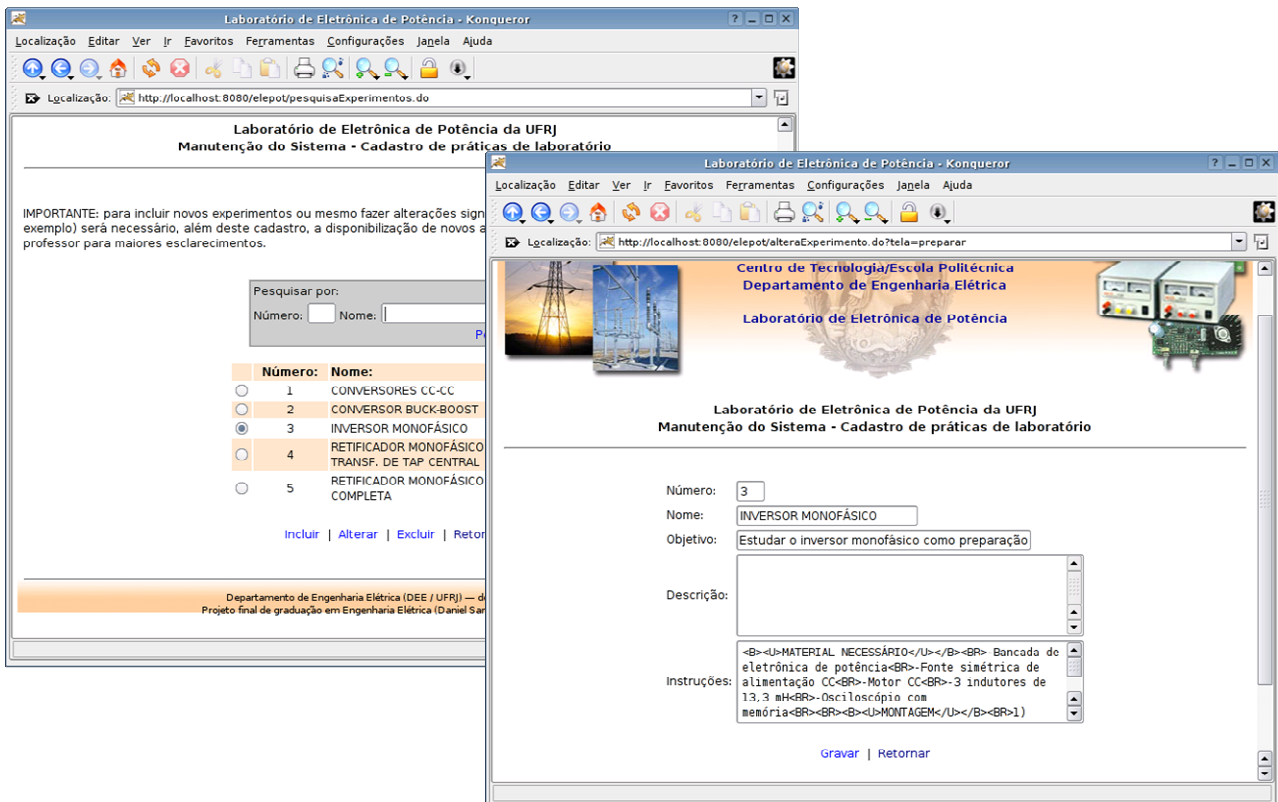 Laboratório de Eletrônica de Potência - Konqueror
Localização Editar Ver Ir Favoritos Ferramentas Configurações Janela Ajuda
Localização: http://localhost:8080/elepot/pesquisaExperimentos.do
Laboratório de Eletrônica de Potência da UFRJ
Manutenção do Sistema - Cadastro de práticas de laboratório
IMPORTANTE: para incluir novos experimentos ou mesmo fazer alterações
exemplo) será necessário, além deste cadastro, a disponibilização de novos
professor para maiores esclarecimentos.
Pesquisar por:
Número: Nome:
Número: Nome:
1 CONVERSORES CC-CC
2 CONVERSOR BUCK-BOOST
3 INVERSOR MONOFÁSICO
4 RETIFICADOR MONOFÁSICO
TRANSF. DE TAP CENTRAL
5 RETIFICADOR MONOFÁSICO
COMPLETA
Incluir | Alterar | Excluir |
Departamento de Engenharia Elétrica (DEE / UFRJ) —
Projeto final de graduação em Engenharia Elétrica (Daniel
Laboratório de Eletrônica de Potência - Konqueror
Localização Editar Ver Ir Favoritos Ferramentas Configurações Janela Ajuda
Localização: http://localhost:8080/elepot/alteraExperimento.do?tela=preparar
Centro de Tecnologia/Escola Politécnica
Departamento de Engenharia Elétrica
Laboratório de Eletrônica de Potência
Laboratório de Eletrônica de Potência da UFRJ
Manutenção do Sistema - Cadastro de práticas de laboratório
Número: 3
Nome: INVERSOR MONOFÁSICO
Objetivo: Estudar o inversor monofásico como preparação
Descrição:
Instruções:
<B><U>MATERIAL NECESSÁRIO</U></B><BR>-Bancada de
eletrônica de potência<BR>-Fonte simétrica de
alimentação CC<BR>-Motor CC<BR>-3 indutores de
13,3 mH<BR>-Osciloscópio com
memória<BR><BR><B><U>MONTAGEM</U></B><BR>1)
Gravar | Retornar